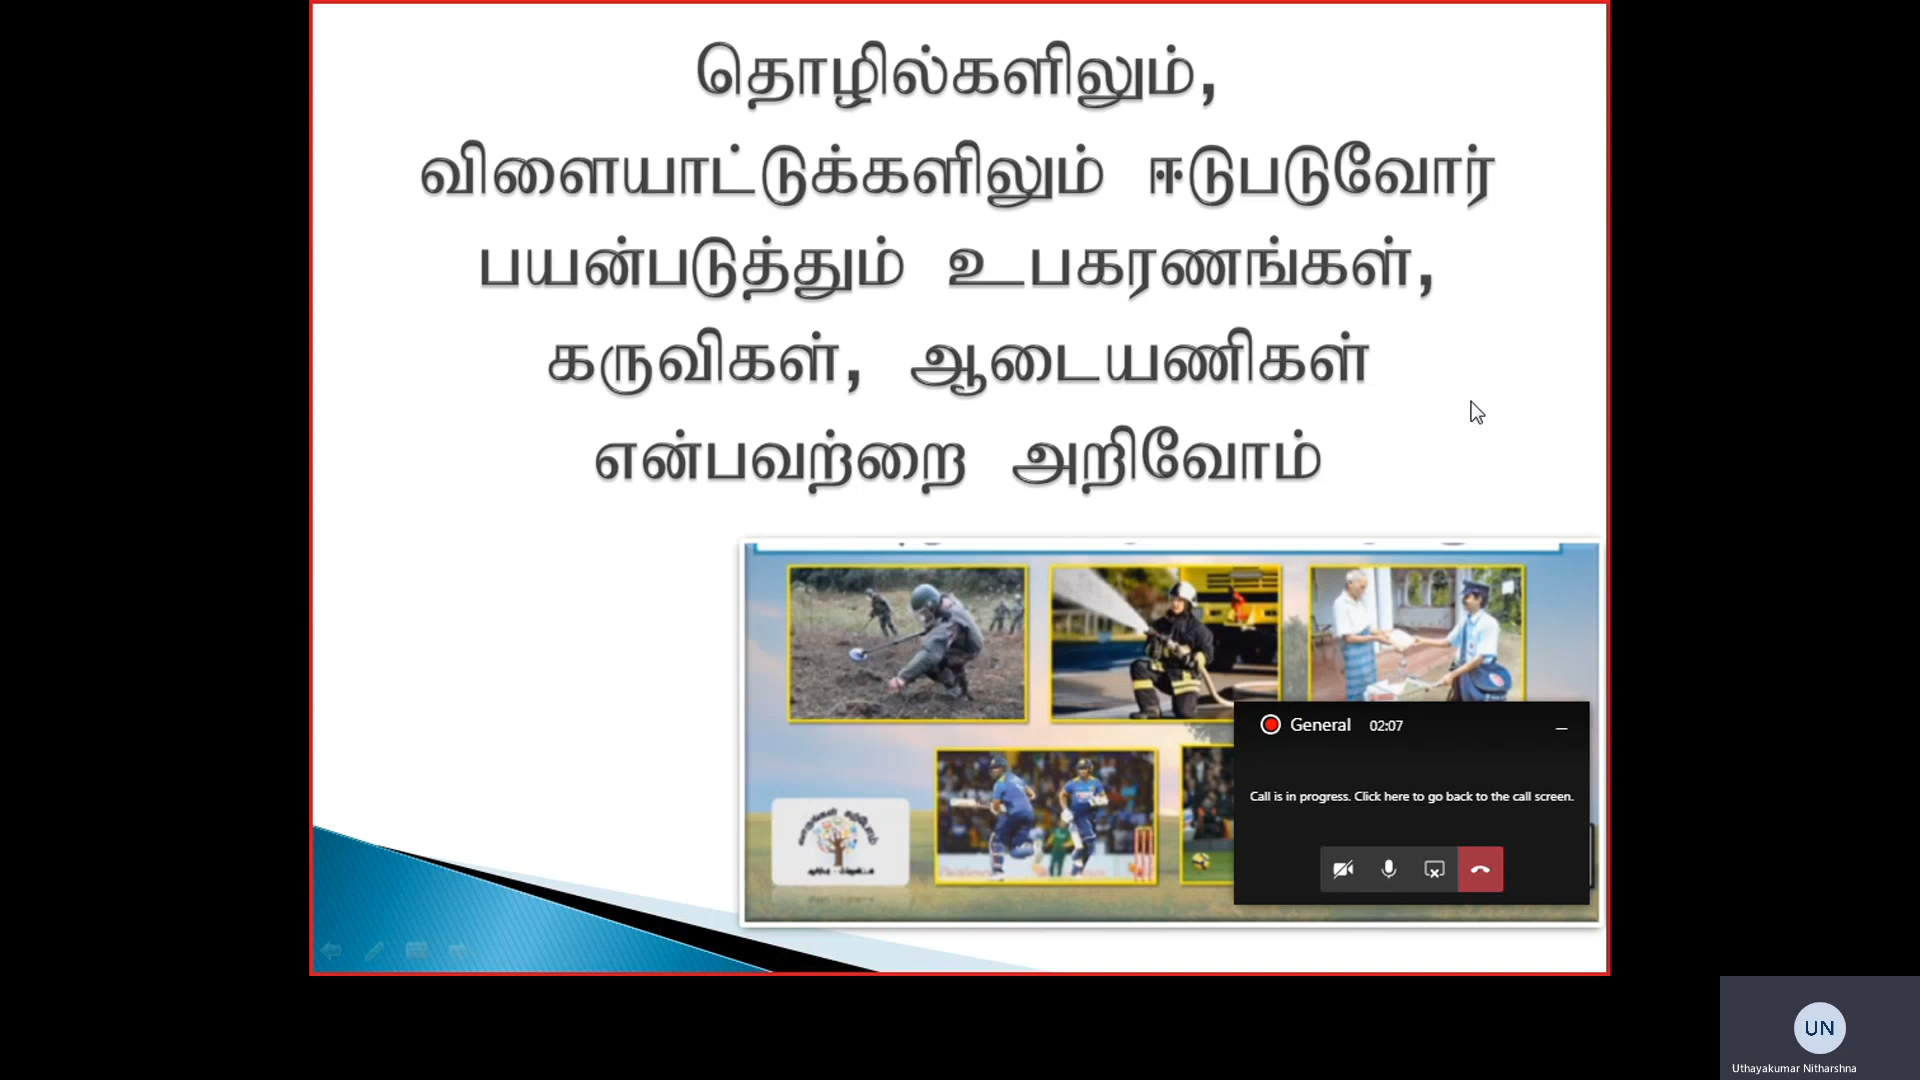 தொழில்களிலும்,
விளையாட்டுக்களிலும் ஈடுபடுவோர்
பயன்படுத்தும் உபகரணங்கள்,
கருவிகள், ஆடையணிகள்
என்பவற்றை அறிவோம்
General 02:07
Call is in progress. Click here to go back to the call screen.
UN
Uthayakumar Nitharshna